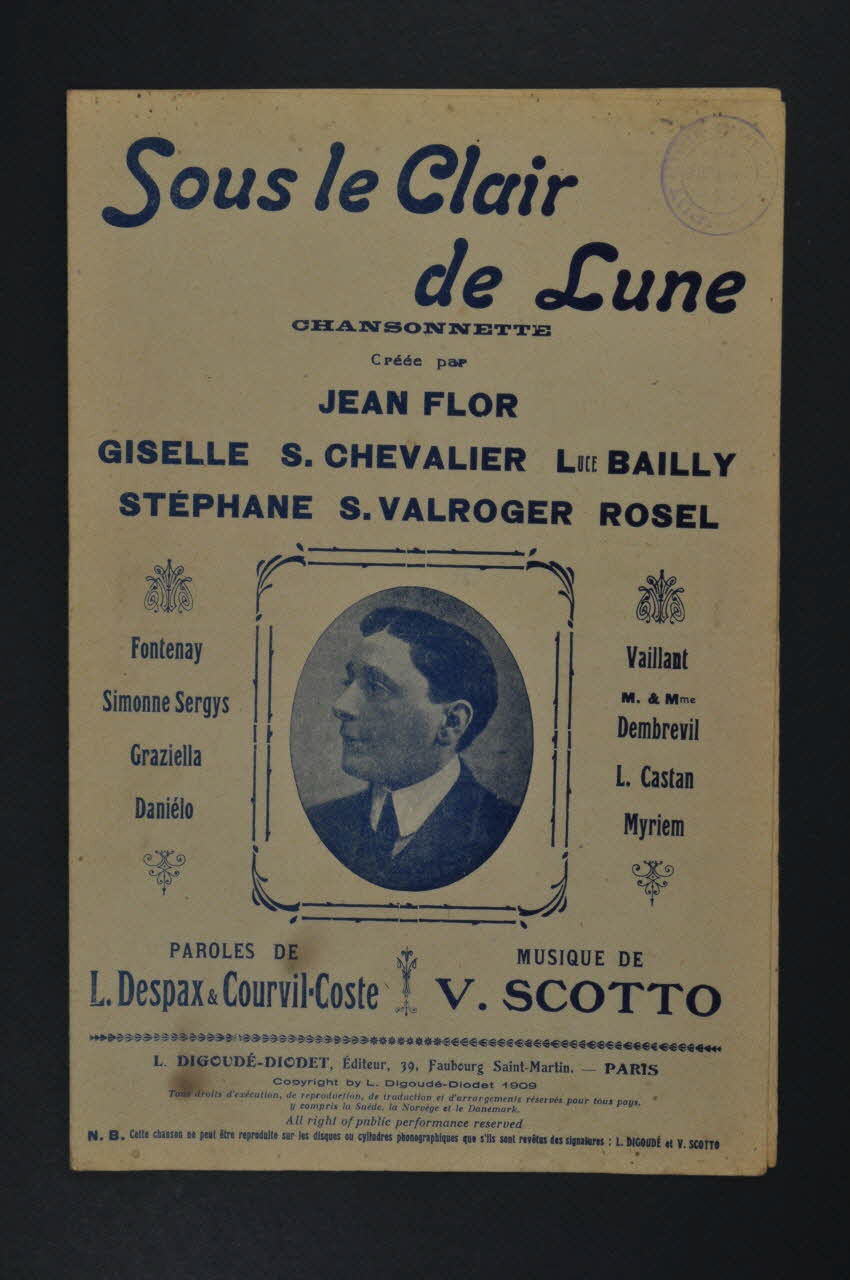 Sous le Clair
de Lune
CHANSONNETTE
Créée par
JEAN FLOR
GISELLE S. CHEVALIER LUCE BAILLY
STÉPHANE S. VALROGER ROSEL
Fontenay
Simonne Sergys
Graziella
Daniélo
Vaillant
M. & Mme
Dembrevil
L. Castan
Myriem
PAROLES DE
L. Despax & Courvil-Coste
MUSIQUE DE
V. SCOTTO
L. DIGOUDÉ-DIODET, Éditeur, 39, Faubourg Saint-Martin. — PARIS
Copyright by L. Digoudé-Diodet 1909
Tous droits d'exécution, de reproduction, de traduction et d'arrangements réservés pour tous pays,
y compris la Suède, la Norvège et le Danemark.
All right of public performance reserved
N. B. Cette chanson ne peut être reproduite sur les disques ou cylindres phonographiques que s'ils sont revêtus des signatures : L. DIGOUDÉ et V. SCOTTO